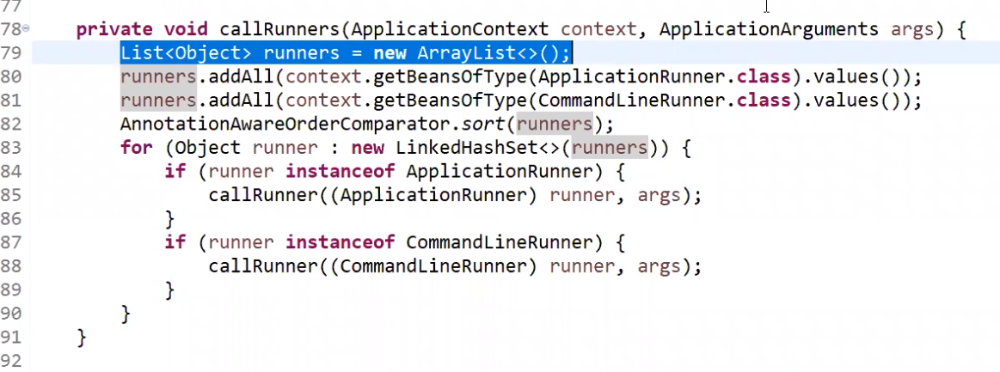 77
78 private void callRunners(ApplicationContext context, ApplicationArguments args) {
79 List<Object> runners = new ArrayList<>();
80 runners.addAll(context.getBeansOfType(ApplicationRunner.class).values());
81 runners.addAll(context.getBeansOfType(CommandLineRunner.class).values());
82 AnnotationAwareOrderComparator.sort(runners);
83 for (Object runner : new LinkedHashSet<>(runners)) {
84 if (runner instanceof ApplicationRunner) {
85 callRunner((ApplicationRunner) runner, args);
86 }
87 if (runner instanceof CommandLineRunner) {
88 callRunner((CommandLineRunner) runner, args);
89 }
90 }
91 }
92